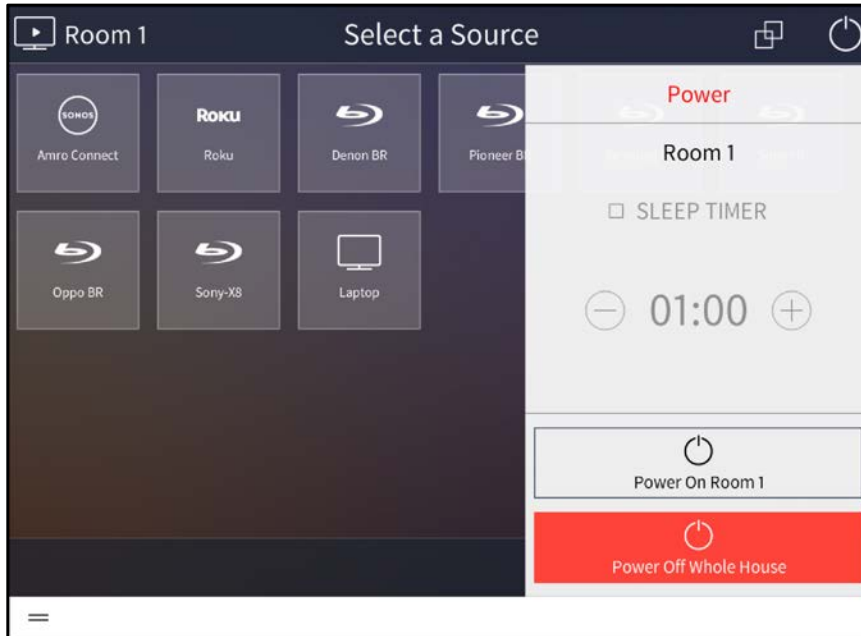 Room 1
Select a Source
SONOS
Amro Connect
ROKU
Roku
Denon BR
Pioneer B
Oppo BR
Sony-X8
Laptop
Power
Room 1
SLEEP TIMER
01:00
Power On Room 1
Power Off Whole House